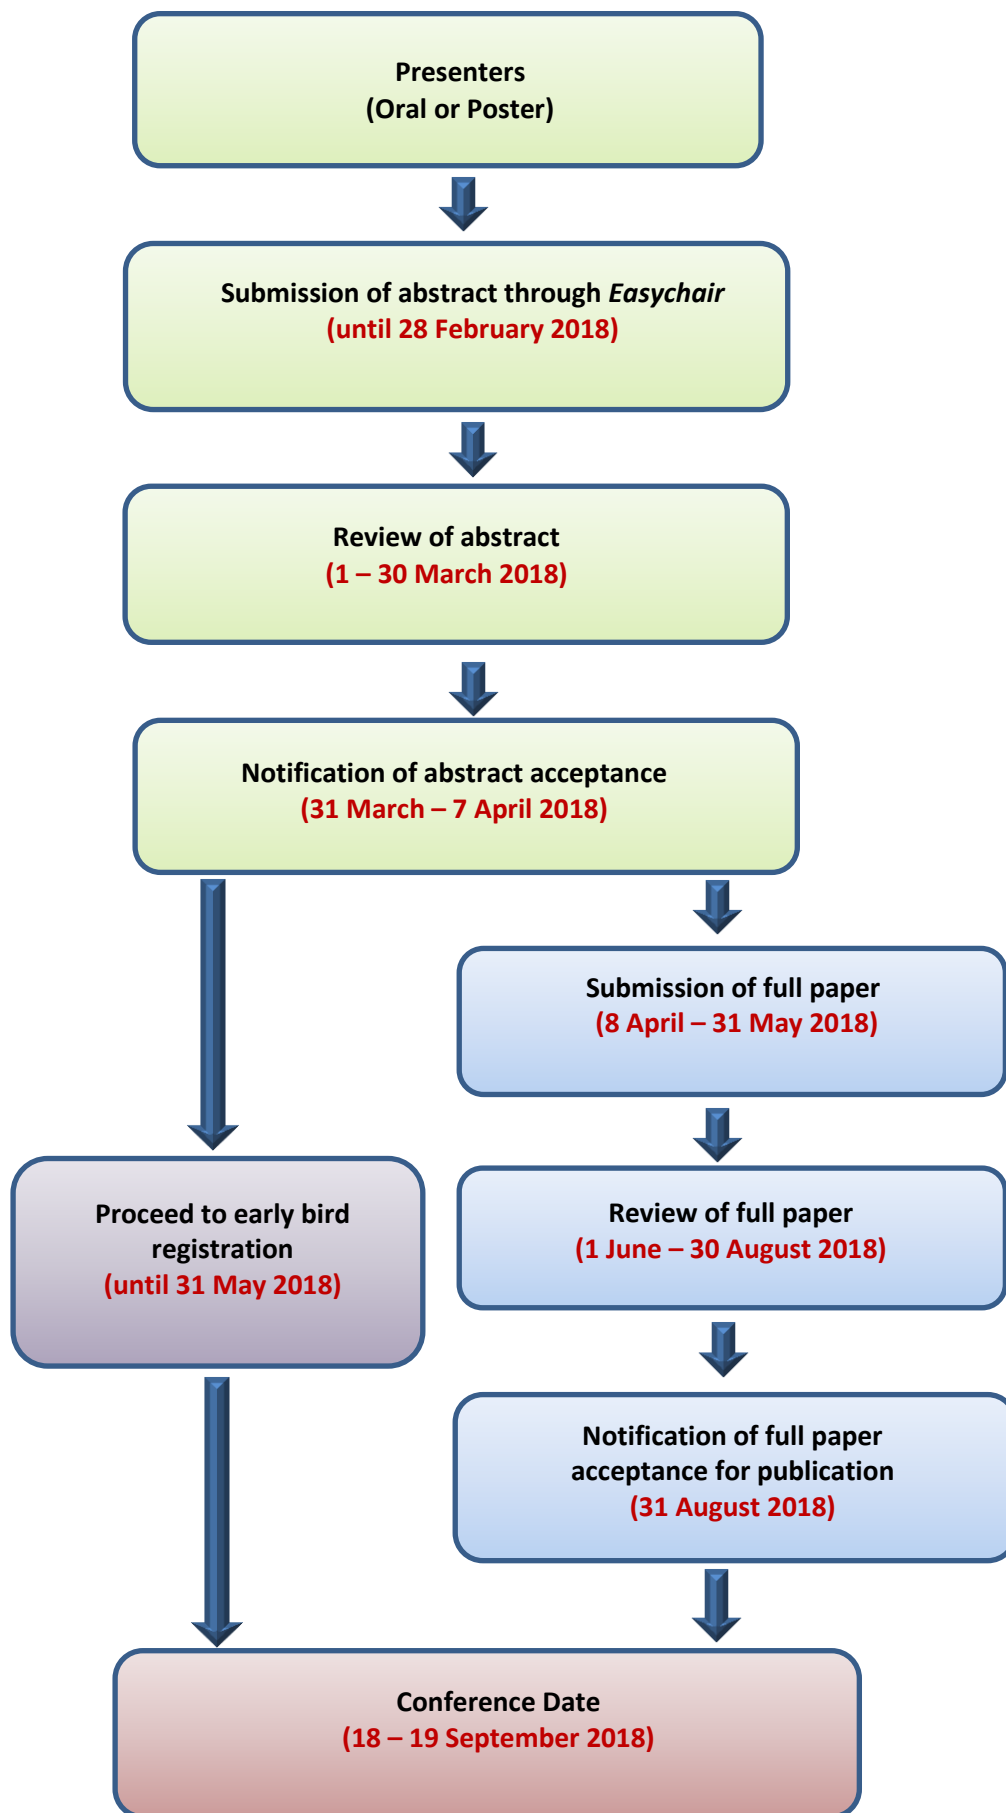 Presenters
(Oral or Poster)
Submission of abstract through Easychair
(until 28 February 2018)
Review of abstract
(1 – 30 March 2018)
Notification of abstract acceptance
(31 March – 7 April 2018)
Submission of full paper
(8 April – 31 May 2018)
Proceed to early bird
registration
(until 31 May 2018)
Review of full paper
(1 June – 30 August 2018)
Notification of full paper
acceptance for publication
(31 August 2018)
Conference Date
(18 – 19 September 2018)